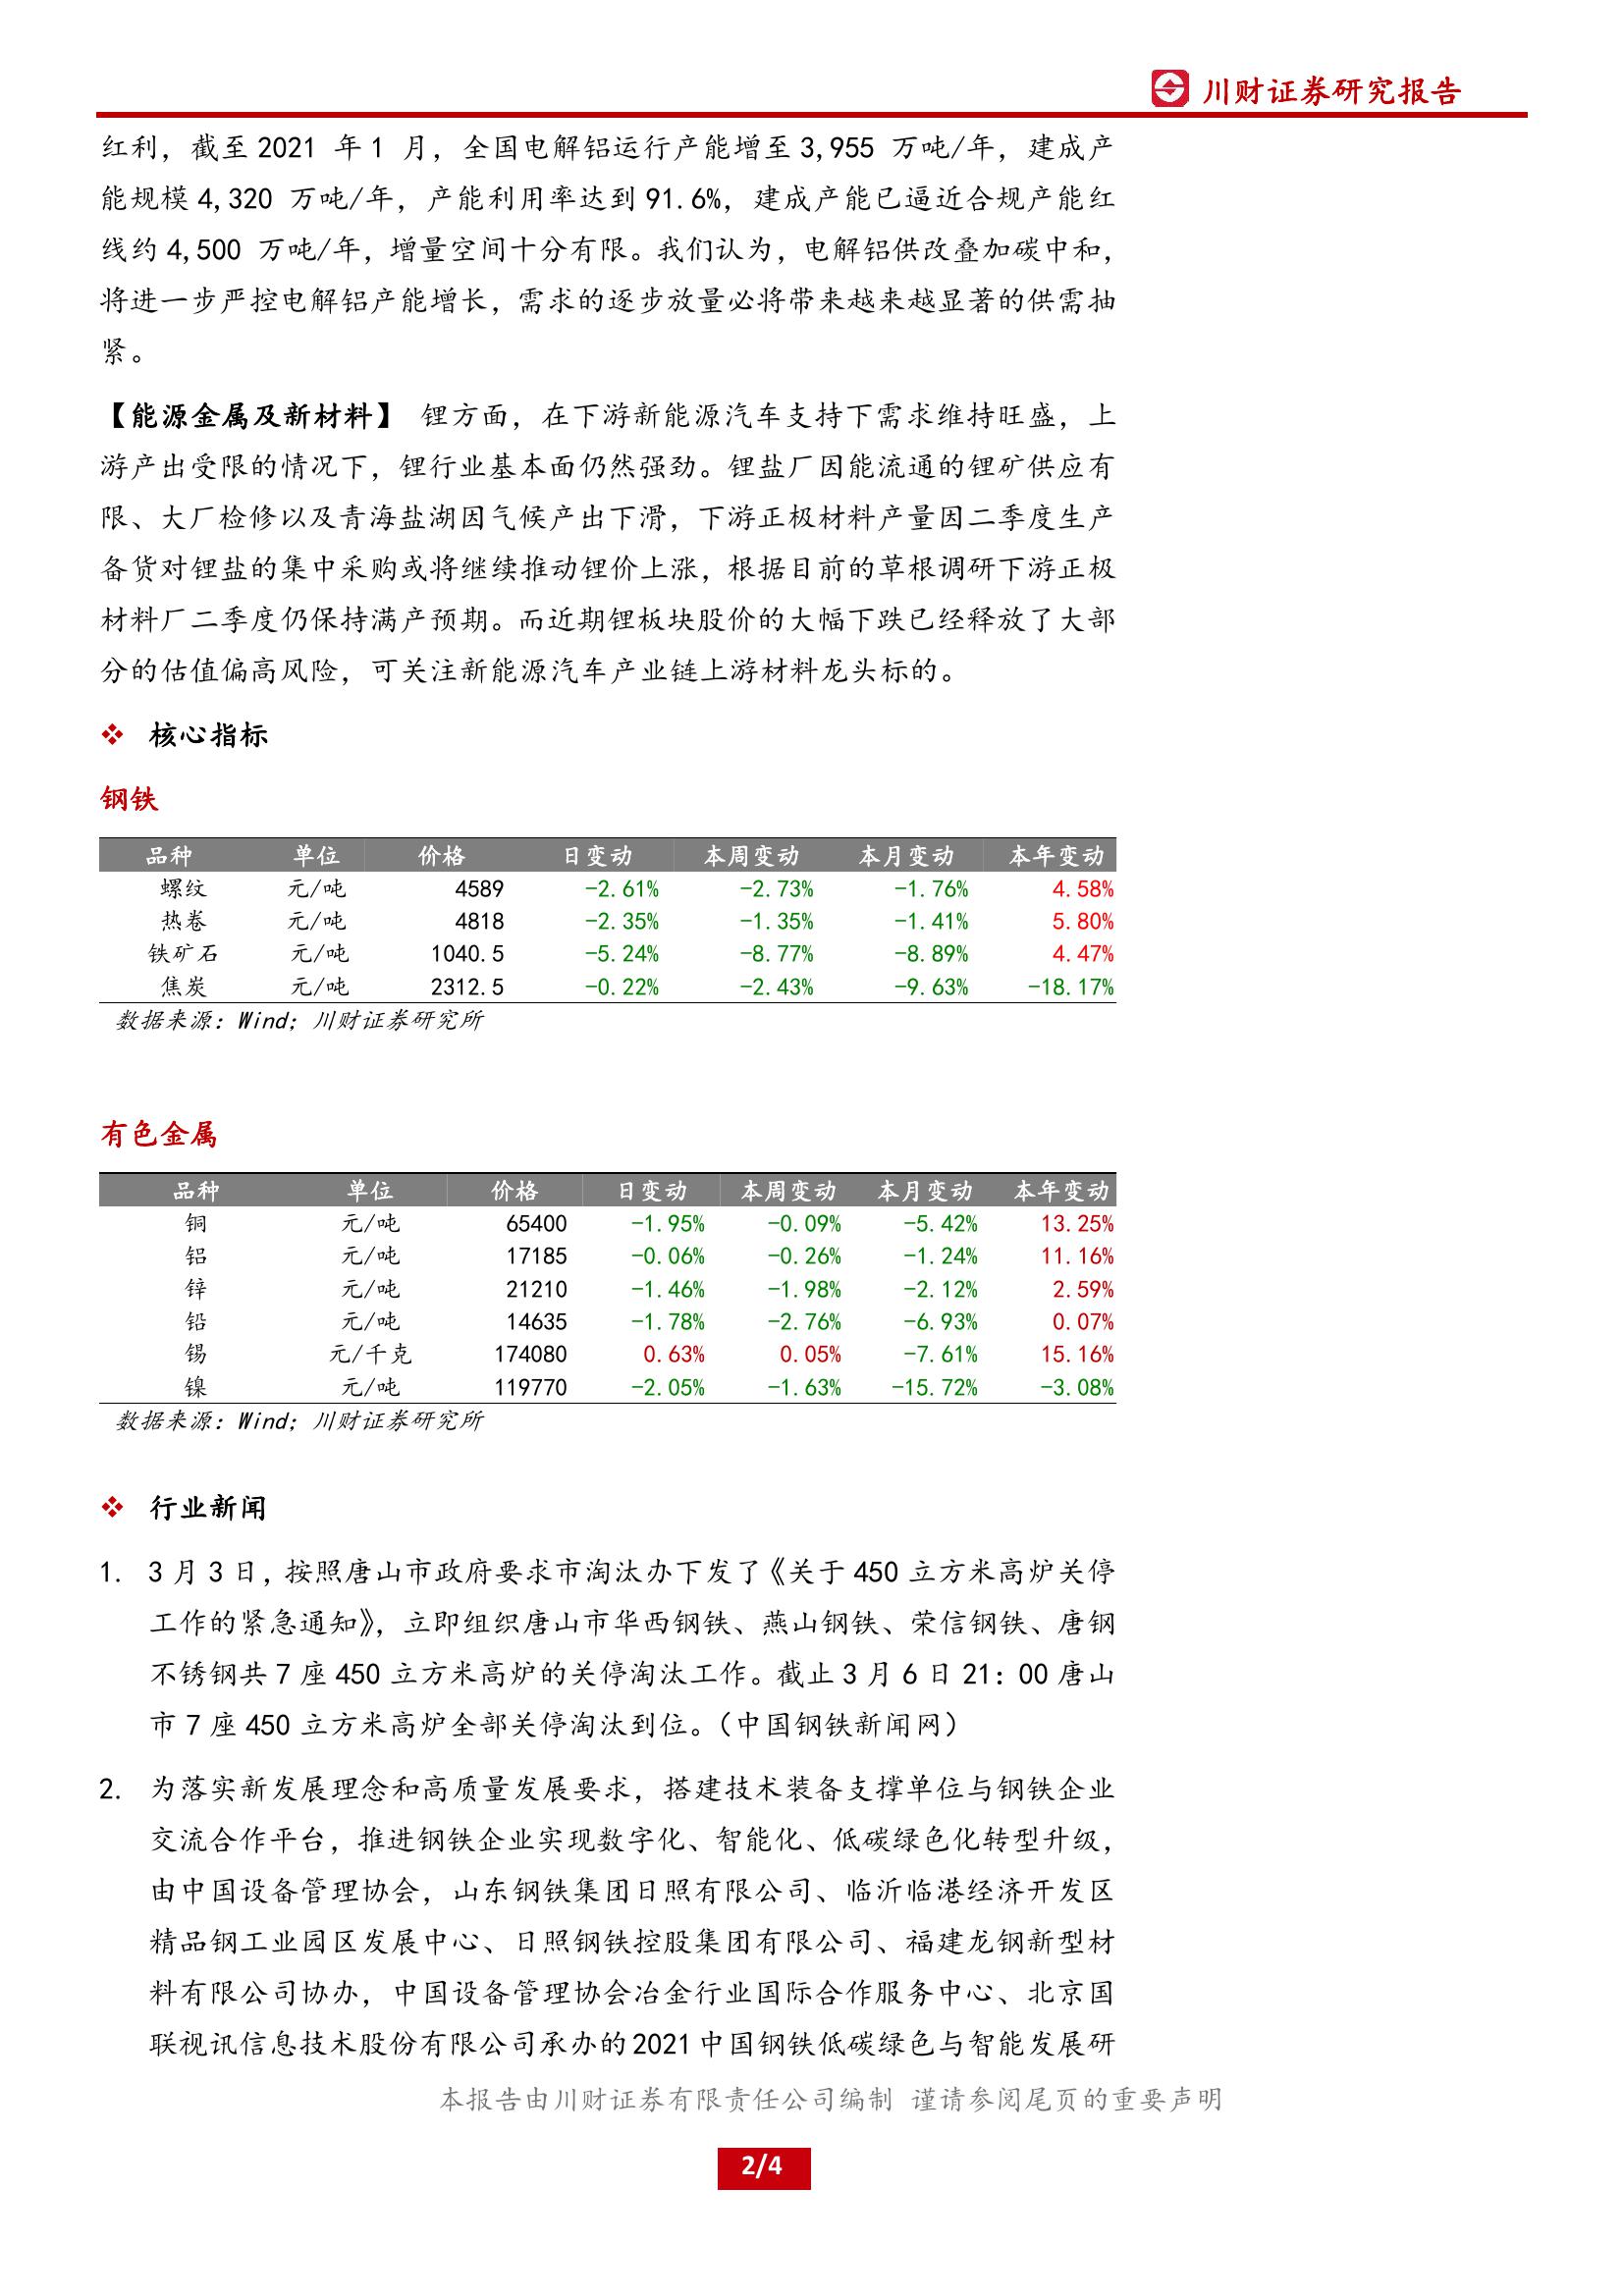 川财证券研究报告
红利，截至 2021 年 1 月，全国电解铝运行产能增至 3,955 万吨/年，建成产
能规模 4,320 万吨/年，产能利用率达到 91.6%，建成产能已逼近合规产能红
线约 4,500 万吨/年，增量空间十分有限。我们认为，电解铝供改叠加碳中和，
将进一步严控电解铝产能增长，需求的逐步放量必将带来越来越显著的供需抽
紧。
【能源金属及新材料】 锂方面，在下游新能源汽车支持下需求维持旺盛，上
游产出受限的情况下，锂行业基本面仍然强劲。锂盐厂因能流通的锂矿供应有
限、大厂检修以及青海盐湖因气候产出下滑，下游正极材料产量因二季度生产
备货对锂盐的集中采购或将继续推动锂价上涨，根据目前的草根调研下游正极
材料厂二季度仍保持满产预期。而近期锂板块股价的大幅下跌已经释放了大部
分的估值偏高风险，可关注新能源汽车产业链上游材料龙头标的。
❖ 核心指标
钢铁
品种 单位 价格 日变动 本周变动 本月变动 本年变动
螺纹 元/吨 4589 -2.61% -2.73% -1.76% 4.58%
热卷 元/吨 4818 -2.35% -1.35% -1.41% 5.80%
铁矿石 元/吨 1040.5 -5.24% -8.77% -8.89% 4.47%
焦炭 元/吨 2312.5 -0.22% -2.43% -9.63% -18.17%
数据来源：Wind；川财证券研究所
有色金属
品种 单位 价格 日变动 本周变动 本月变动 本年变动
铜 元/吨 65400 -1.95% -0.09% -5.42% 13.25%
铝 元/吨 17185 -0.06% -0.26% -1.24% 11.16%
锌 元/吨 21210 -1.46% -1.98% -2.12% 2.59%
铅 元/吨 14635 -1.78% -2.76% -6.93% 0.07%
锡 元/千克 174080 0.63% 0.05% -7.61% 15.16%
镍 元/吨 119770 -2.05% -1.63% -15.72% -3.08%
数据来源：Wind；川财证券研究所
❖ 行业新闻
1. 3 月 3 日，按照唐山市政府要求市淘汰办下发了《关于 450 立方米高炉关停
工作的紧急通知》，立即组织唐山市华西钢铁、燕山钢铁、荣信钢铁、唐钢
不锈钢共 7 座 450 立方米高炉的关停淘汰工作。截止 3 月 6 日 21：00 唐山
市 7 座 450 立方米高炉全部关停淘汰到位。（中国钢铁新闻网）
2. 为落实新发展理念和高质量发展要求，搭建技术装备支撑单位与钢铁企业
交流合作平台，推进钢铁企业实现数字化、智能化、低碳绿色化转型升级，
由中国设备管理协会，山东钢铁集团日照有限公司、临沂临港经济开发区
精品钢工业园区发展中心、日照钢铁控股集团有限公司、福建龙钢新型材
料有限公司协办，中国设备管理协会冶金行业国际合作服务中心、北京国
联视讯信息技术股份有限公司承办的 2021 中国钢铁低碳绿色与智能发展研
本报告由川财证券有限责任公司编制 谨请参阅尾页的重要声明
2/4